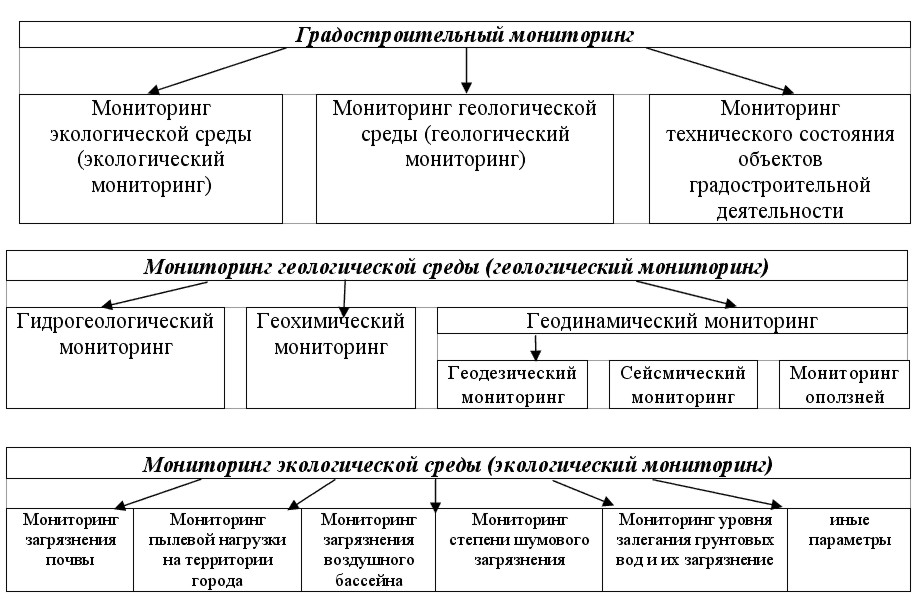 Градостроительный мониторинг
Мониторинг
экологической среды
(экологический
мониторинг)
Мониторинг геологической
среды (геологический
мониторинг)
Мониторинг
технического состояния
объектов
градостроительной
деятельности
Мониторинг геологической среды (геологический мониторинг)
Гидрогеологический
мониторинг
Геохимический
мониторинг
Геодинамический мониторинг
Геодезический
мониторинг
Сейсмический
мониторинг
Мониторинг
оползней
Мониторинг экологической среды (экологический мониторинг)
Мониторинг
загрязнения
почвы
Мониторинг
пылевой нагрузки
на территории
города
Мониторинг
загрязнения
воздушного
бассейна
Мониторинг
степени шумового
загрязнения
Мониторинг уровня
залегания грунтовых
вод и их загрязнение
иные
параметры